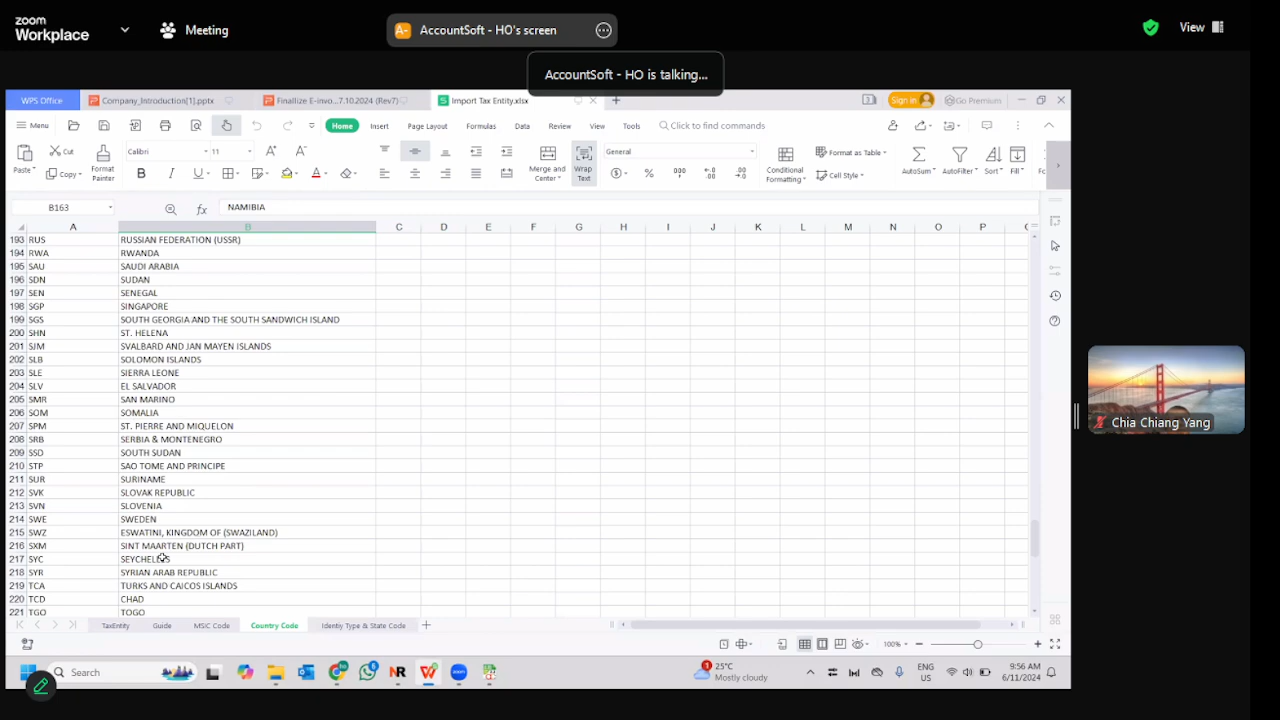 zoom
Workplace
Meeting
A- AccountSoft - HO's screen
View
AccountSoft - HO is talking...
WPS Office
Company_Introduction[1].pptx
Finallize E-invo...7.10.2024 (Rev7)
Import Tax Entity.xlsx
Sign in
Go Premium
Menu
Home
Insert
Page Layout
Formulas
Data
Review
View
Tools
Click to find commands
Paste
Cut
Copy
Format Painter
Calibri
11
Merge and Center
Wrap Text
General
Conditional Formatting
Format as Table
Cell Style
AutoSum
AutoFilter
Sort
Fill
B163
fx
NAMIBIA
A B C D E F G H I J K L M N O P
193 RUS RUSSIAN FEDERATION (USSR)
194 RWA RWANDA
195 SAU SAUDI ARABIA
196 SDN SUDAN
197 SEN SENEGAL
198 SGP SINGAPORE
199 SGS SOUTH GEORGIA AND THE SOUTH SANDWICH ISLAND
200 SHN ST. HELENA
201 SJM SVALBARD AND JAN MAYEN ISLANDS
202 SLB SOLOMON ISLANDS
203 SLE SIERRA LEONE
204 SLV EL SALVADOR
205 SMR SAN MARINO
206 SOM SOMALIA
207 SPM ST. PIERRE AND MIQUELON
208 SRB SERBIA & MONTENEGRO
209 SSD SOUTH SUDAN
210 STP SAO TOME AND PRINCIPE
211 SUR SURINAME
212 SVK SLOVAK REPUBLIC
213 SVN SLOVENIA
214 SWE SWEDEN
215 SWZ ESWATINI, KINGDOM OF (SWAZILAND)
216 SXM SINT MAARTEN (DUTCH PART)
217 SYC
218 SYR SYRIAN ARAB REPUBLIC
219 TCA TURKS AND CAICOS ISLANDS
220 TCD CHAD
221 TGO TOGO
TaxEntity
Guide
MSIC Code
Country Code
Identiy Type & State Code
100%
Chia Chiang Yang
Search
25°C
Mostly cloudy
ENG
US
9:56 AM
6/11/2024